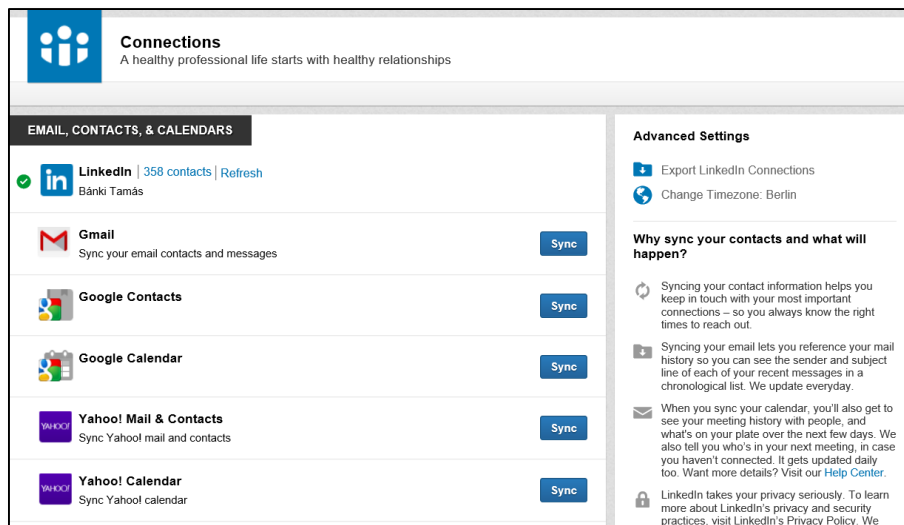 Connections
A healthy professional life starts with healthy relationships
EMAIL, CONTACTS, & CALENDARS
LinkedIn | 358 contacts | Refresh
Bánki Tamás
Gmail
Sync your email contacts and messages
Sync
Google Contacts
Sync
Google Calendar
Sync
YAHOO!
Yahoo! Mail & Contacts
Sync Yahoo! mail and contacts
Sync
YAHOO!
Yahoo! Calendar
Sync Yahoo! calendar
Sync
Advanced Settings
Export LinkedIn Connections
Change Timezone: Berlin
Why sync your contacts and what will
happen?
Syncing your contact information helps you
keep in touch with your most important
connections – so you always know the right
times to reach out.
Syncing your email lets you reference your mail
history so you can see the sender and subject
line of each of your recent messages in a
chronological list. We update everyday.
When you sync your calendar, you'll also get to
see your meeting history with people, and
what's on your plate over the next few days. We
also tell you who's in your next meeting, in case
you haven't connected. It gets updated daily
too. Want more details? Visit our Help Center.
LinkedIn takes your privacy seriously. To learn
more about LinkedIn's privacy and security
practices, visit LinkedIn's Privacy Policy. We